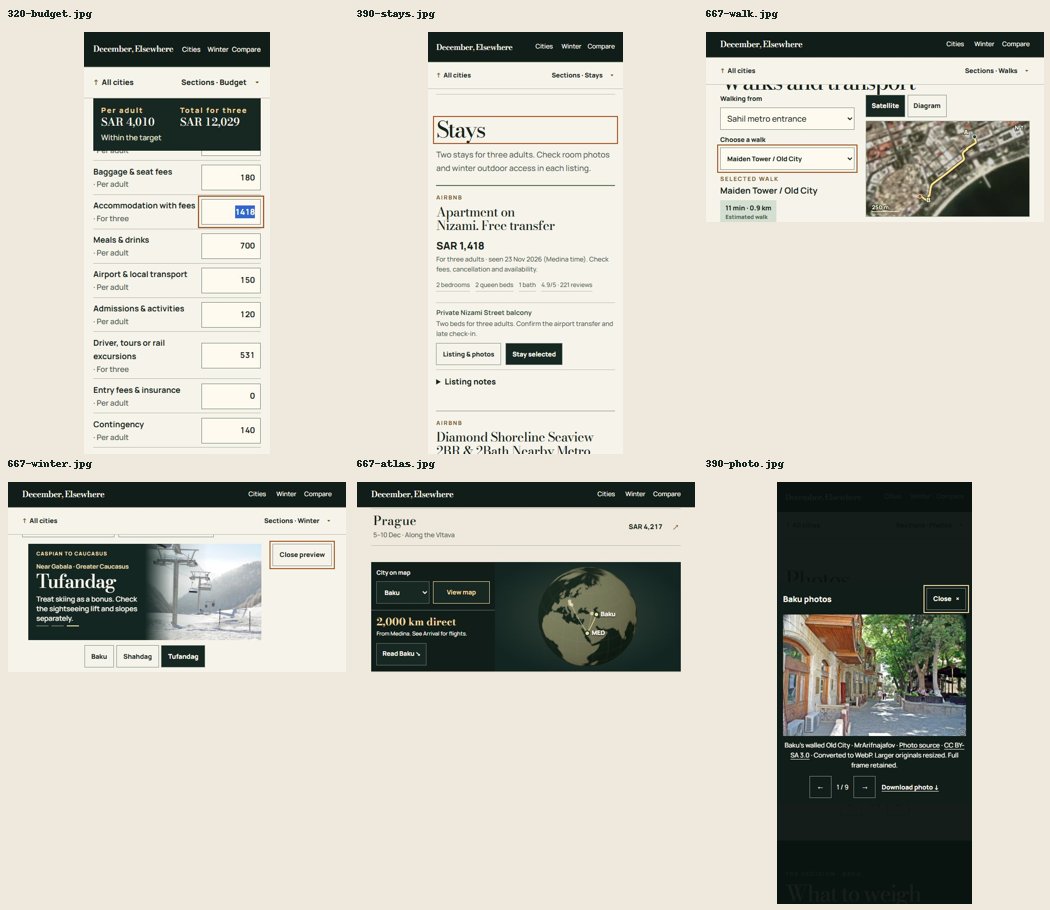 320-budget.jpg
December, Elsewhere
Cities Winter Compare
↑ All cities
Sections · Budget
Per adult
SAR 4,010
Total for three
SAR 12,029
Within the target
· Per adult
Baggage & seat fees
· Per adult
180
Accommodation with fees
· For three
1418
Meals & drinks
· Per adult
700
Airport & local transport
· Per adult
150
Admissions & activities
· Per adult
120
Driver, tours or rail
excursions
· For three
531
Entry fees & insurance
· Per adult
0
Contingency
· Per adult
140
390-stays.jpg
December, Elsewhere
Cities Winter Compare
↑ All cities
Sections · Stays
Stays
Two stays for three adults. Check room photos
and winter outdoor access in each listing.
AIRBNB
Apartment on
Nizami. Free transfer
SAR 1,418
For three adults · seen 23 Nov 2026 (Medina time). Check
fees, cancellation and availability.
2 bedrooms 2 queen beds 1 bath 4.9/5 · 221 reviews
Private Nizami Street balcony
Two beds for three adults. Confirm the airport transfer and
late check-in.
Listing & photos
Stay selected
Listing notes
AIRBNB
Diamond Shoreline Seaview
2BR & 2Bath Nearby Metro
667-walk.jpg
December, Elsewhere
Cities Winter Compare
↑ All cities
Sections · Walks
Walks and transport
Walking from
Sahil metro entrance
Choose a walk
Maiden Tower / Old City
SELECTED WALK
Maiden Tower / Old City
11 min · 0.9 km
Estimated walk
Satellite
Diagram
250 m
667-winter.jpg
December, Elsewhere
Cities Winter Compare
↑ All cities
Sections · Winter
CASPIAN TO CAUCASUS
Near Gabala · Greater Caucasus
Tufandag
Treat skiing as a bonus. Check
the sightseeing lift and slopes
separately.
Close preview
Baku
Shahdag
Tufandag
667-atlas.jpg
December, Elsewhere
Cities Winter Compare
Prague
5–10 Dec · Along the Vltava
SAR 4,217 ↗
City on map
Baku
View map
2,000 km direct
From Medina. See Arrival for flights.
Read Baku ↘
Baku
MED
390-photo.jpg
December, Elsewhere
Sections · Photos
Photos
Baku photos
Close ×
Baku's walled Old City · MrArifnajafov · Photo source · CC BY-
SA 3.0 · Converted to WebP. Larger originals resized. Full
frame retained.
←
1 / 9
→
Download photo ↓
What to weigh